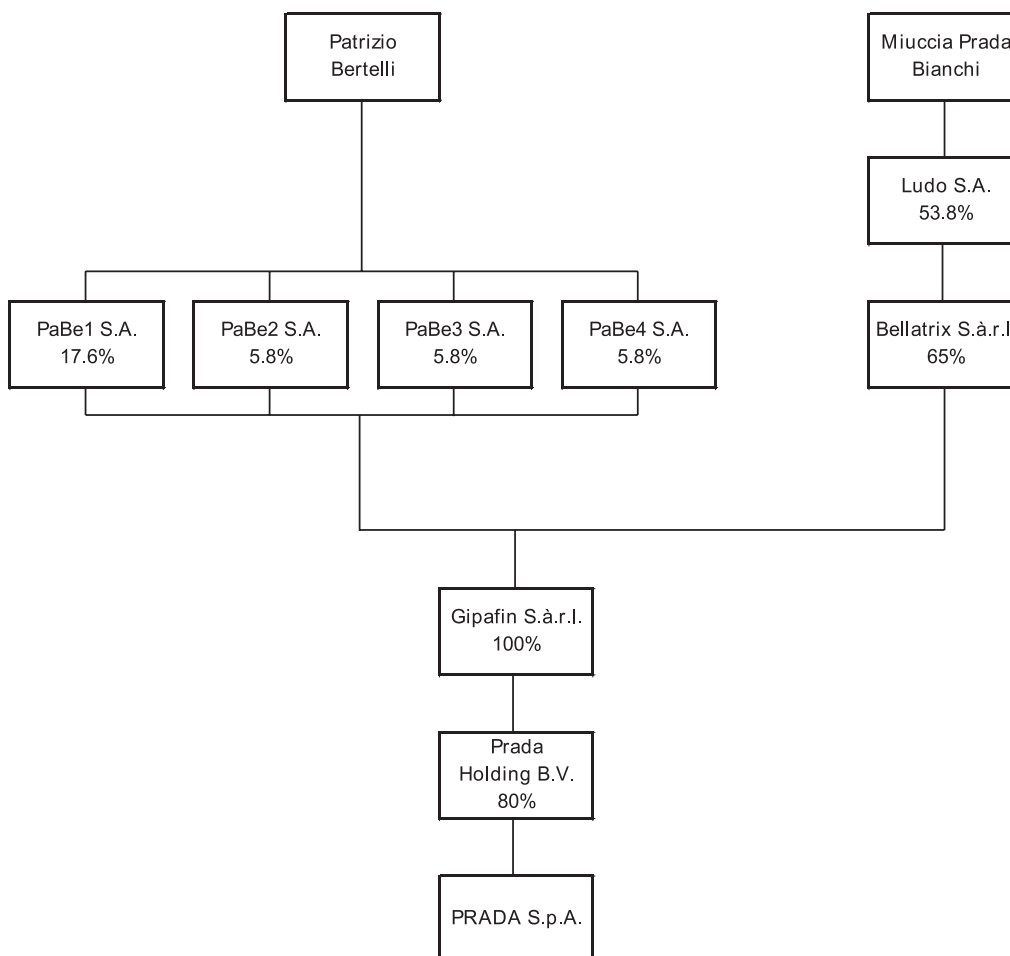 Patrizio
Bertelli
Miuccia Prada
Bianchi
Ludo S.A.
53.8%
PaBe1 S.A.
17.6%
PaBe2 S.A.
5.8%
PaBe3 S.A.
5.8%
PaBe4 S.A.
5.8%
Bellatrix S.à.r.l
65%
Gipafin S.à.r.l.
100%
Prada
Holding B.V.
80%
PRADA S.p.A.